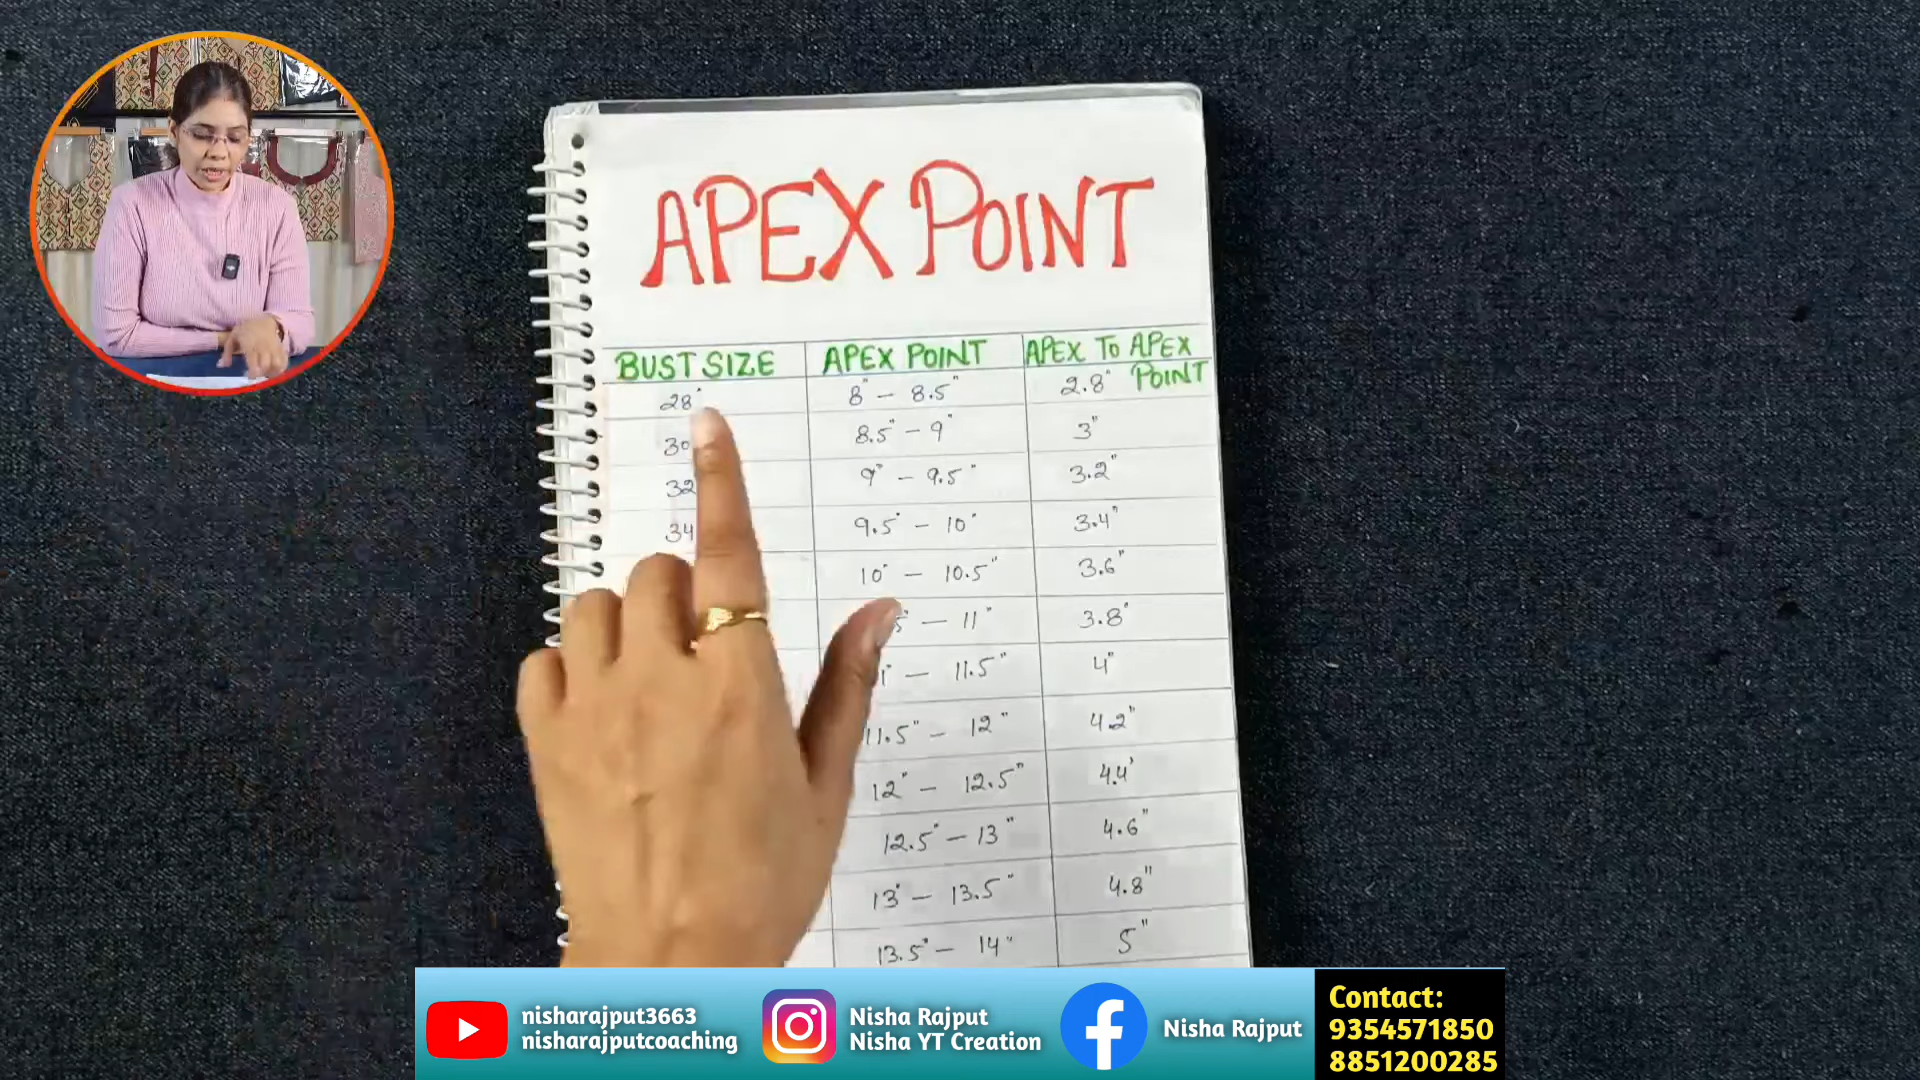 APEX POINT
BUST SIZE APEX POINT APEX TO APEX POINT
28" 8" — 8.5" 2.8"
30 8.5" — 9" 3"
32 9" — 9.5" 3.2"
34 9.5" — 10" 3.4"
10" — 10.5" 3.6"
— 11" 3.8"
— 11.5" 4"
11.5" — 12" 4.2"
12" — 12.5" 4.4'
12.5" — 13" 4.6"
13" — 13.5" 4.8"
13.5" — 14" 5"
nisharajput3663
nisharajputcoaching
Nisha Rajput
Nisha YT Creation
Nisha Rajput
Contact:
9354571850
8851200285